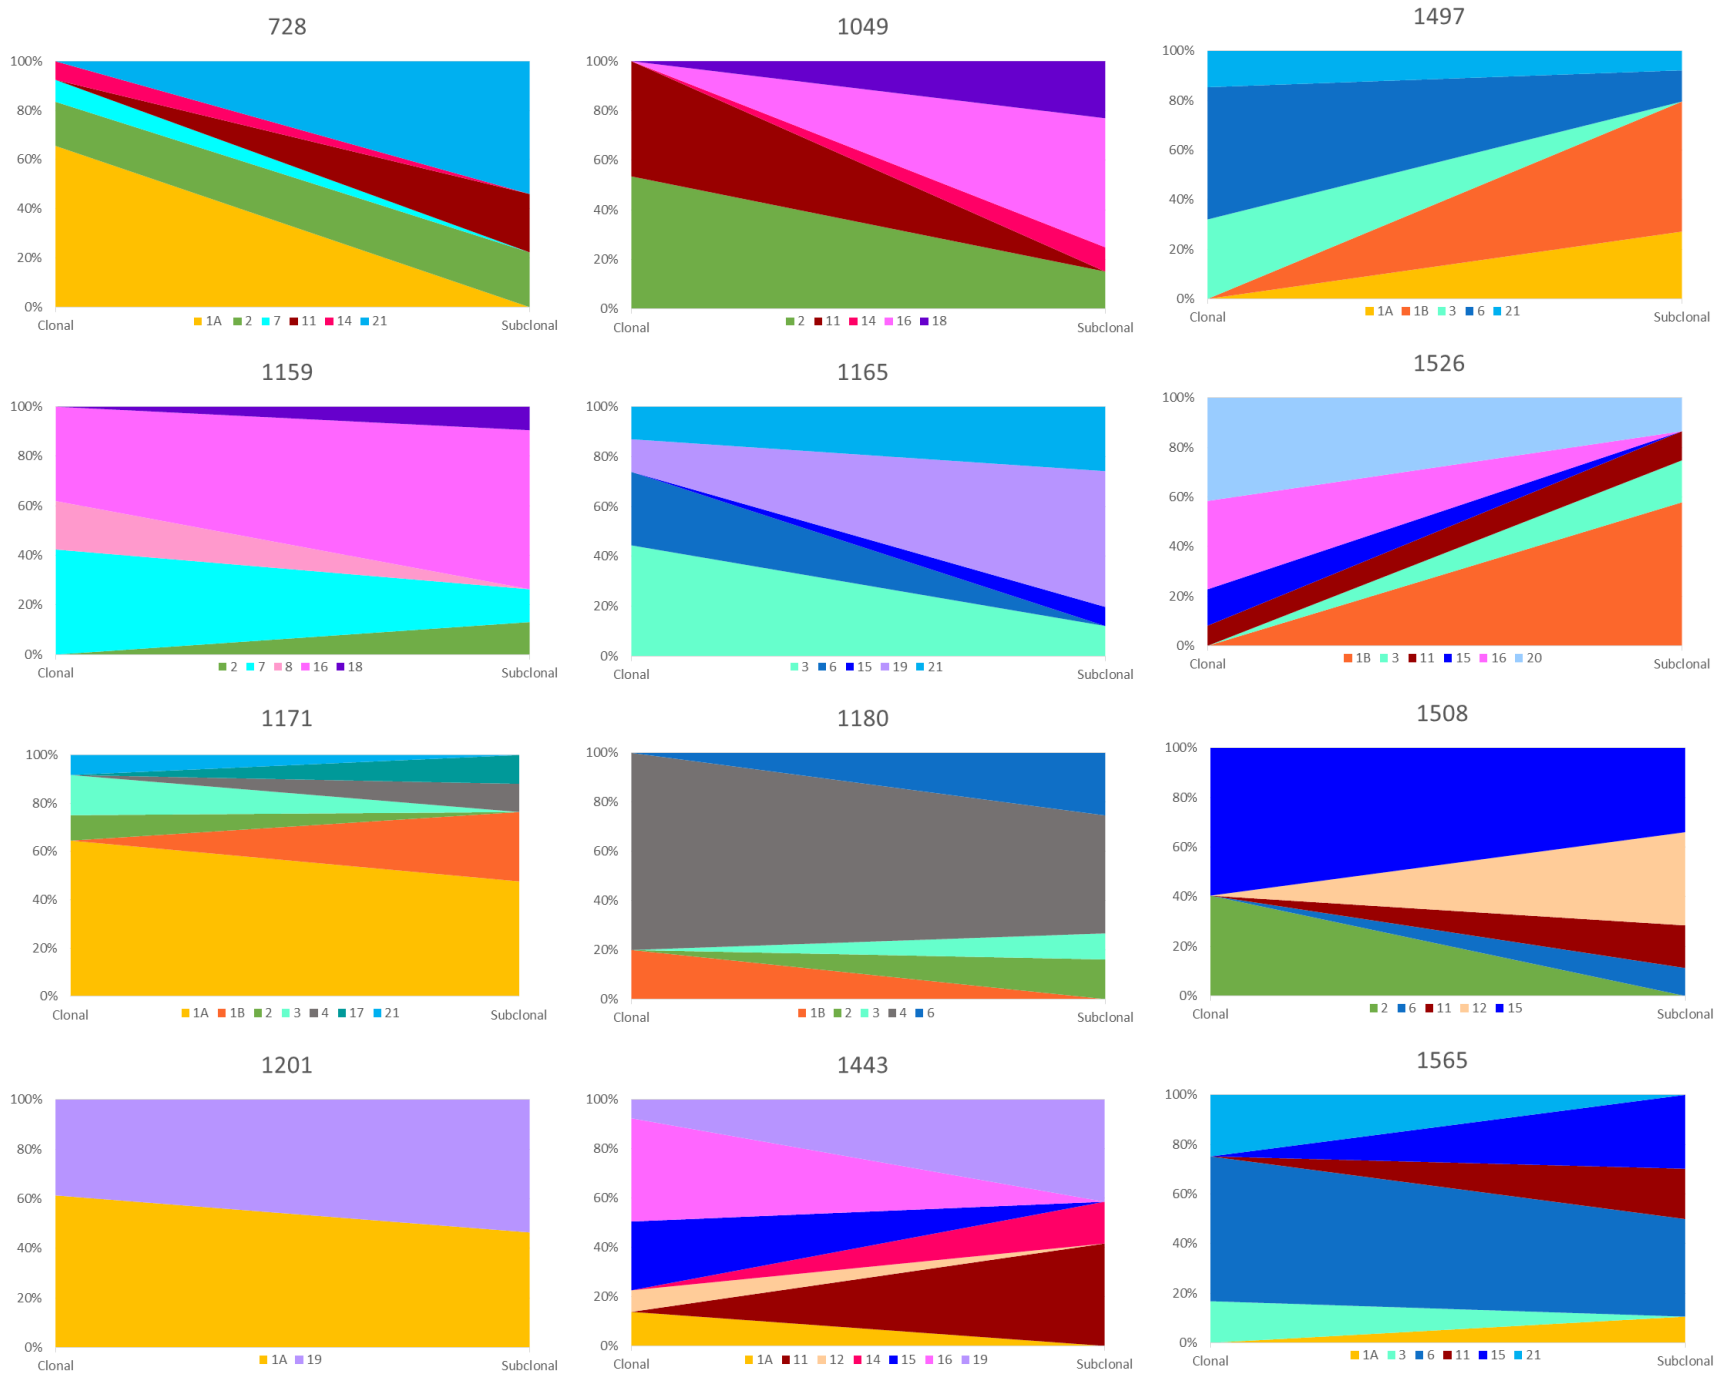 728
100%
80%
60%
40%
20%
0%
Clonal
Subclonal
1A 2 7 11 14 21
1049
100%
80%
60%
40%
20%
0%
Clonal
Subclonal
2 11 14 16 18
1497
100%
80%
60%
40%
20%
0%
Clonal
Subclonal
1A 1B 3 6 21
1159
100%
80%
60%
40%
20%
0%
Clonal
Subclonal
2 7 8 16 18
1165
100%
80%
60%
40%
20%
0%
Clonal
Subclonal
3 6 15 19 21
1526
100%
80%
60%
40%
20%
0%
Clonal
Subclonal
1B 3 11 15 16 20
1171
100%
80%
60%
40%
20%
0%
Clonal
Subclonal
1A 1B 2 3 4 17 21
1180
100%
80%
60%
40%
20%
0%
Clonal
Subclonal
1B 2 3 4 6
1508
100%
80%
60%
40%
20%
0%
Clonal
Subclonal
2 6 11 12 15
1201
100%
80%
60%
40%
20%
0%
Clonal
Subclonal
1A 19
1443
100%
80%
60%
40%
20%
0%
Clonal
Subclonal
1A 11 12 14 15 16 19
1565
100%
80%
60%
40%
20%
0%
Clonal
Subclonal
1A 3 6 11 15 21